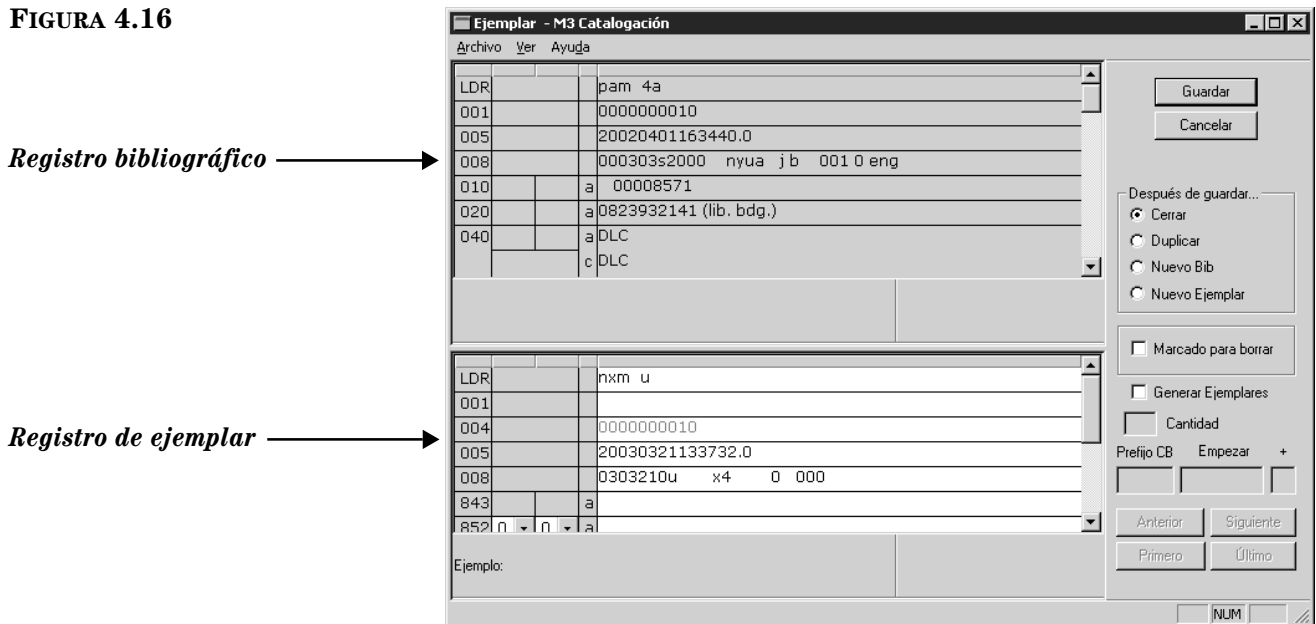 FIGURA 4.16
Ejemplar - M3 Catalogación
Archivo Ver Ayuda
LDR pam 4a
001 0000000010
005 20020401163440.0
Registro bibliográfico
008 000303s2000 nyua j b 001 0 eng
010 a 00008571
020 a 0823932141 (lib. bdg.)
040 a DLC
c DLC
Guardar
Cancelar
Después de guardar...
Cerrar
Duplicar
Nuevo Bib
Nuevo Ejemplar
Marcado para borrar
Generar Ejemplares
Cantidad
Prefijo CB Empezar +
Anterior Siguiente
Primero Último
LDR nxm u
001
Registro de ejemplar
004 0000000010
005 20030321133732.0
008 0303210u x4 0 000
843 a
852 0 0 a
Ejemplo:
NUM